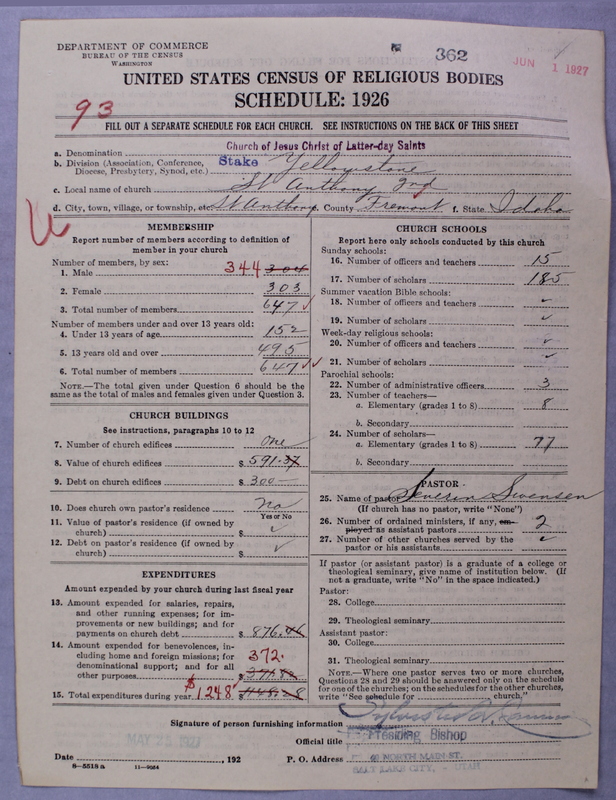 DEPARTMENT OF COMMERCE
BUREAU OF THE CENSUS
WASHINGTON
362
JUN 1 1927
UNITED STATES CENSUS OF RELIGIOUS BODIES
SCHEDULE: 1926
93
FILL OUT A SEPARATE SCHEDULE FOR EACH CHURCH. SEE INSTRUCTIONS ON THE BACK OF THIS SHEET
a. Denomination Church of Jesus Christ of Latter-day Saints
b. Division (Association, Conference, Diocese, Presbytery, Synod, etc.) Stake Yellowstone
c. Local name of church St Anthony 2nd
d. City, town, village, or township, etc. St Anthony e. County Fremont f. State Idaho
MEMBERSHIP
Report number of members according to definition of
member in your church
Number of members, by sex:
1. Male 344 304
2. Female 303
3. Total number of members 647
Number of members under and over 13 years old:
4. Under 13 years of age 152
5. 13 years old and over 495
6. Total number of members 647
NOTE.—The total given under Question 6 should be the
same as the total of males and females given under Question 3.
CHURCH BUILDINGS
See instructions, paragraphs 10 to 12
7. Number of church edifices one
8. Value of church edifices $ 591.37
9. Debt on church edifices $ 300—
10. Does church own pastor's residence No
Yes or No
11. Value of pastor's residence (if owned by
church) $
12. Debt on pastor's residence (if owned by
church) $
EXPENDITURES
Amount expended by your church during last fiscal year
13. Amount expended for salaries, repairs,
and other running expenses; for im-
provements or new buildings; and for
payments on church debt $ 876.
14. Amount expended for benevolences, in-
cluding home and foreign missions; for
denominational support; and for all
other purposes $ 372.
15. Total expenditures during year $1248
CHURCH SCHOOLS
Report here only schools conducted by this church
Sunday schools:
16. Number of officers and teachers 15
17. Number of scholars 185
Summer vacation Bible schools:
18. Number of officers and teachers
19. Number of scholars
Week-day religious schools:
20. Number of officers and teachers
21. Number of scholars
Parochial schools:
22. Number of administrative officers 3
23. Number of teachers—
a. Elementary (grades 1 to 8) 8
b. Secondary
24. Number of scholars—
a. Elementary (grades 1 to 8) 77
b. Secondary
PASTOR
25. Name of pastor Severin Swensen
(If church has no pastor, write "None")
26. Number of ordained ministers, if any, em-
ployed as assistant pastors 2
27. Number of other churches served by the
pastor or his assistants
If pastor (or assistant pastor) is a graduate of a college or
theological seminary, give name of institution below. (If
not a graduate, write "No" in the space indicated.)
Pastor:
28. College
29. Theological seminary
Assistant pastor:
30. College
31. Theological seminary
NOTE.—Where one pastor serves two or more churches,
Questions 28 and 29 should be answered only on the schedule
for one of the churches; on the schedules for the other churches,
write "See schedule for church."
Signature of person furnishing information
Official title Presiding Bishop
MAY 1927
Date , 192 P. O. Address 40 NORTH MAIN ST.
SALT LAKE CITY, UTAH
8—5518 a 11—9054